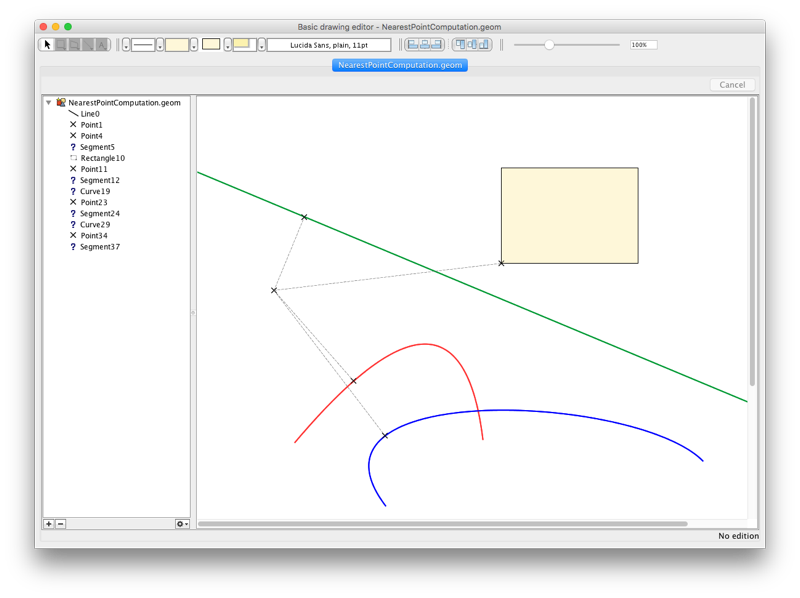 Basic drawing editor - NearestPointComputation.geom
Lucida Sans, plain, 11pt
100%
NearestPointComputation.geom
Cancel
NearestPointComputation.geom
Line0
Point1
Point4
Segment5
Rectangle10
Point11
Segment12
Curve19
Point23
Segment24
Curve29
Point34
Segment37
No edition